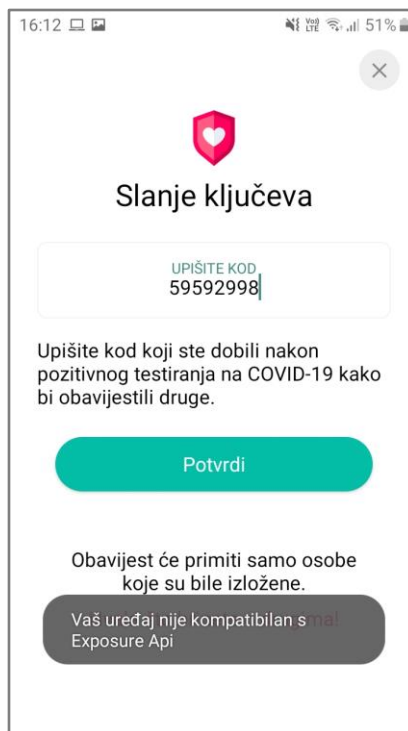 16:12 51%
Slanje ključeva
UPIŠITE KOD
59592998
Upišite kod koji ste dobili nakon
pozitivnog testiranja na COVID-19 kako
bi obavijestili druge.
Potvrdi
Obavijest će primiti samo osobe
koje su bile izložene.
Vaš uređaj nije kompatibilan s
Exposure Api